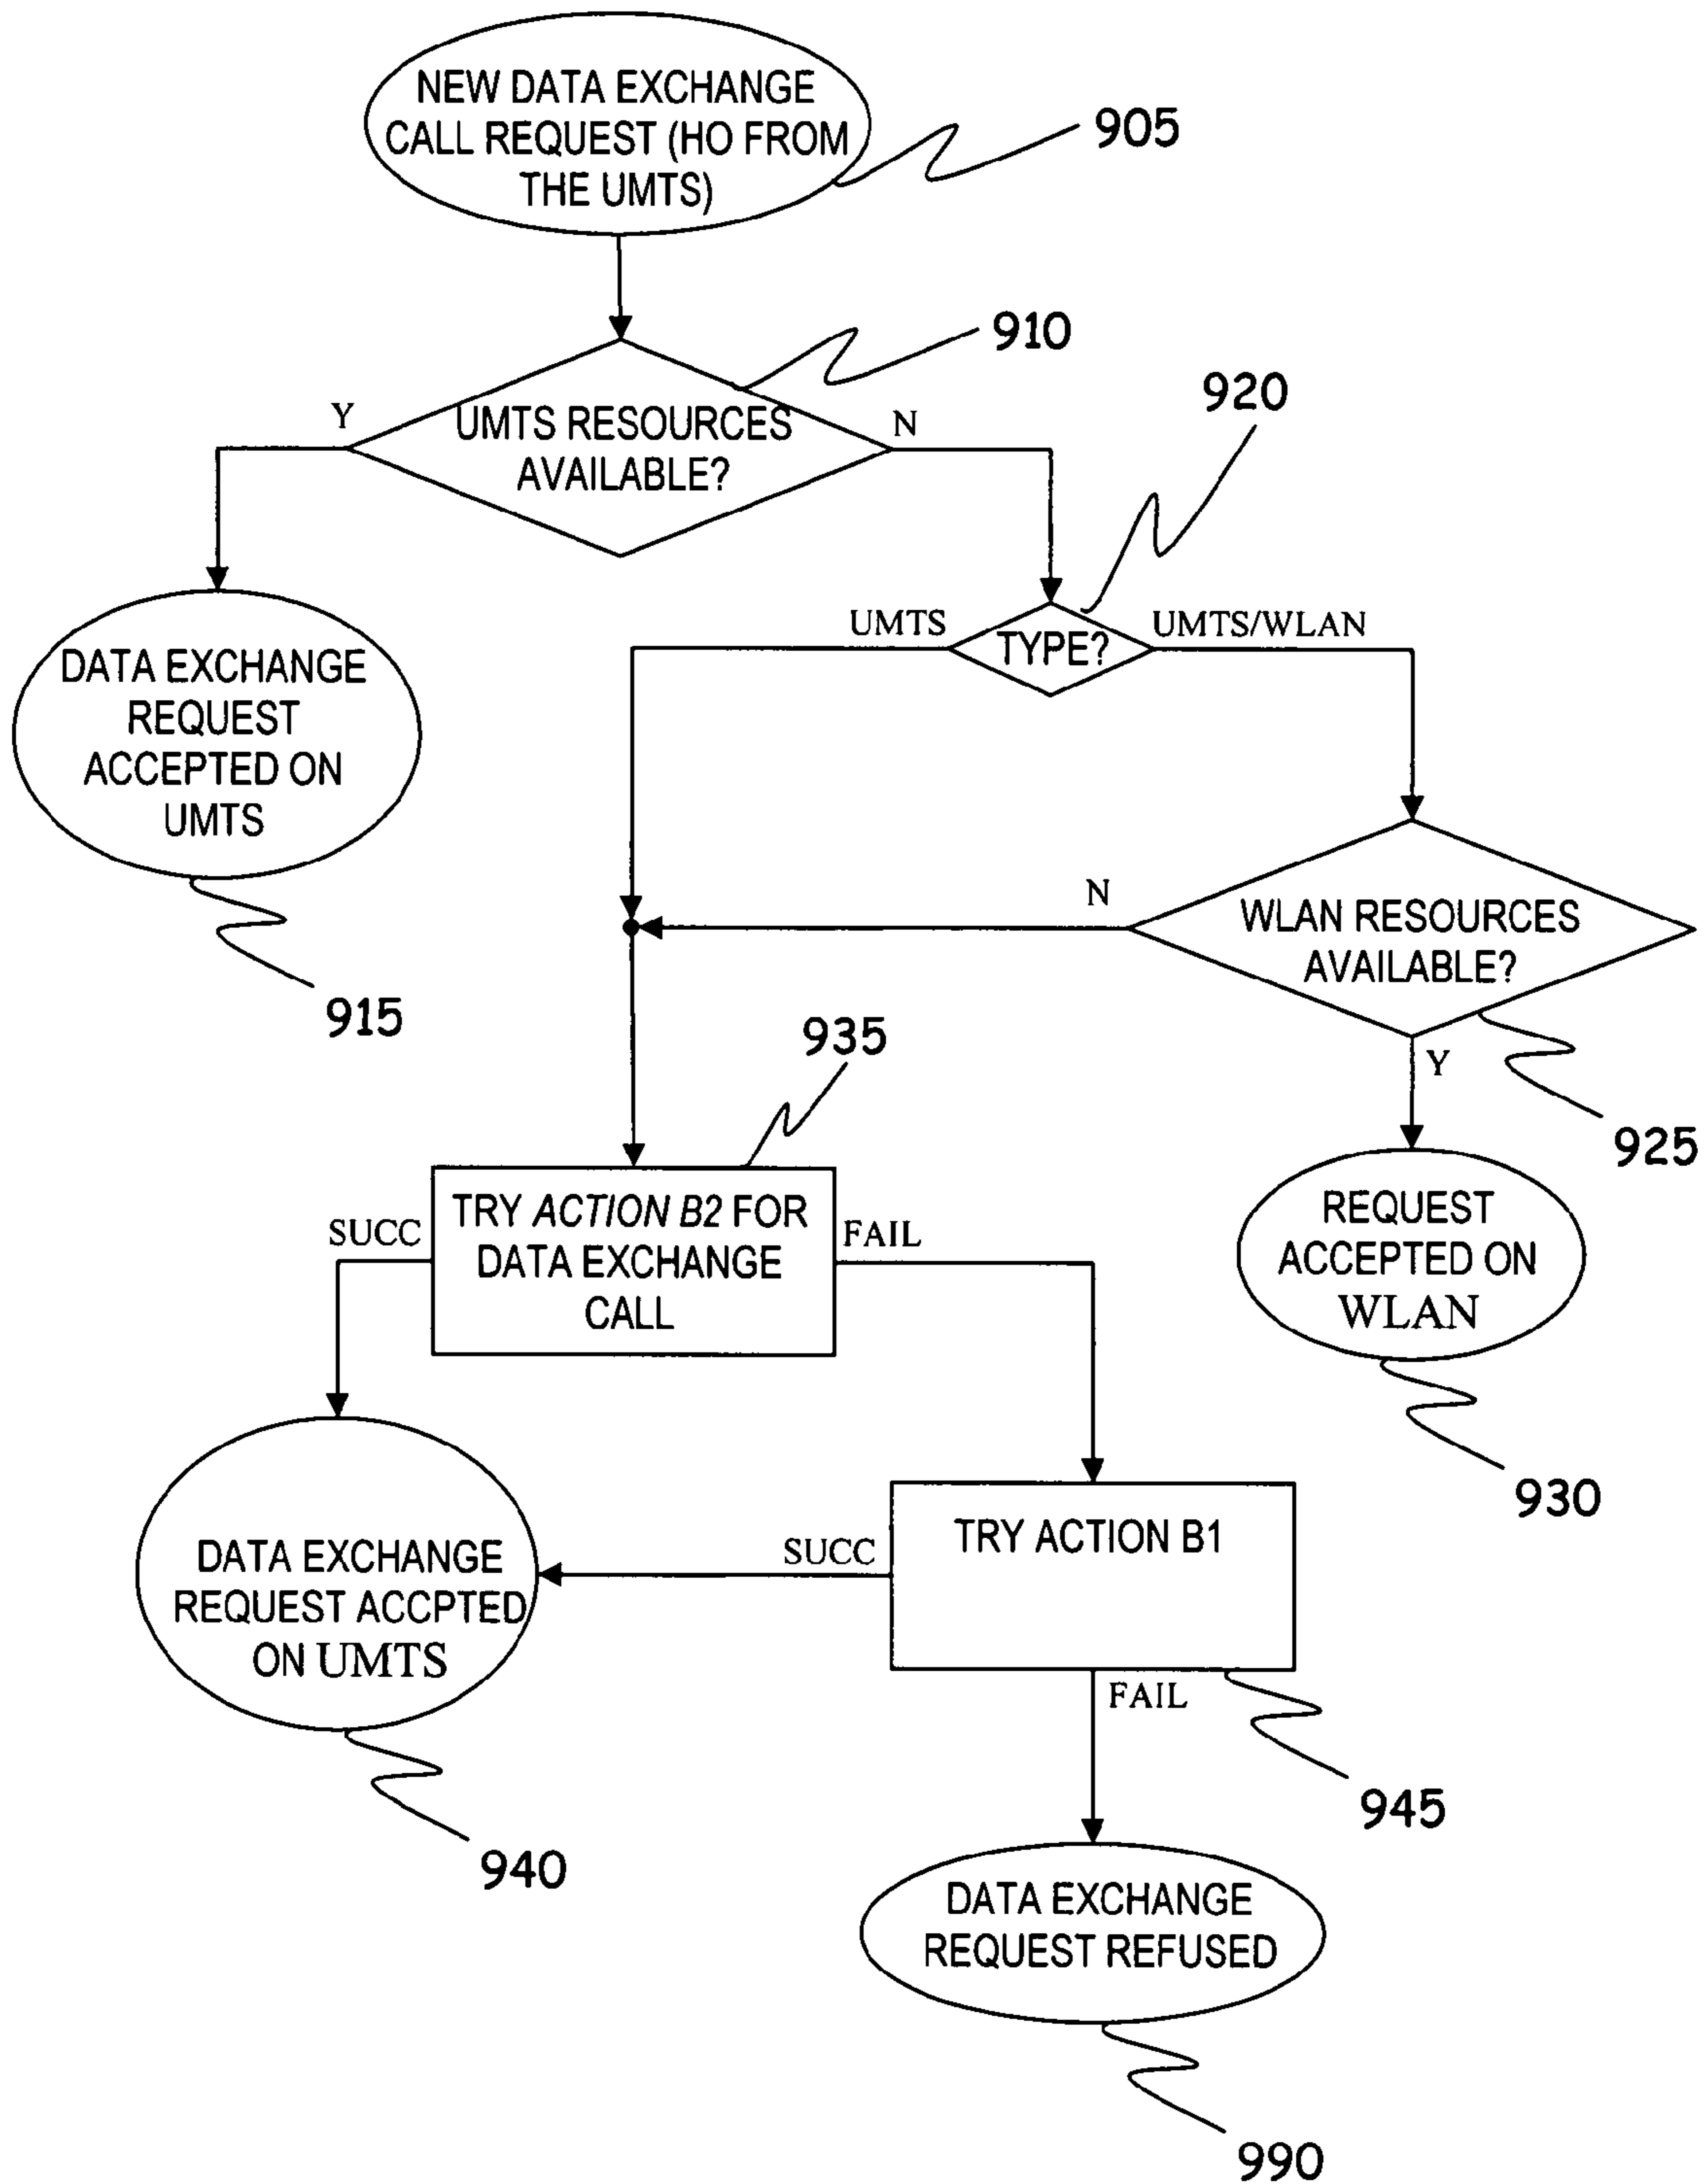 NEW DATA EXCHANGE
CALL REQUEST (HO FROM
THE UMTS)
905
910
Y
UMTS RESOURCES
AVAILABLE?
N
920
UMTS
TYPE?
UMTS/WLAN
DATA EXCHANGE
REQUEST
ACCEPTED ON
UMTS
915
N
WLAN RESOURCES
AVAILABLE?
Y
925
935
SUCC
TRY ACTION B2 FOR
DATA EXCHANGE
CALL
FAIL
REQUEST
ACCEPTED ON
WLAN
930
DATA EXCHANGE
REQUEST ACCPTED
ON UMTS
940
SUCC
TRY ACTION B1
FAIL
945
DATA EXCHANGE
REQUEST REFUSED
990